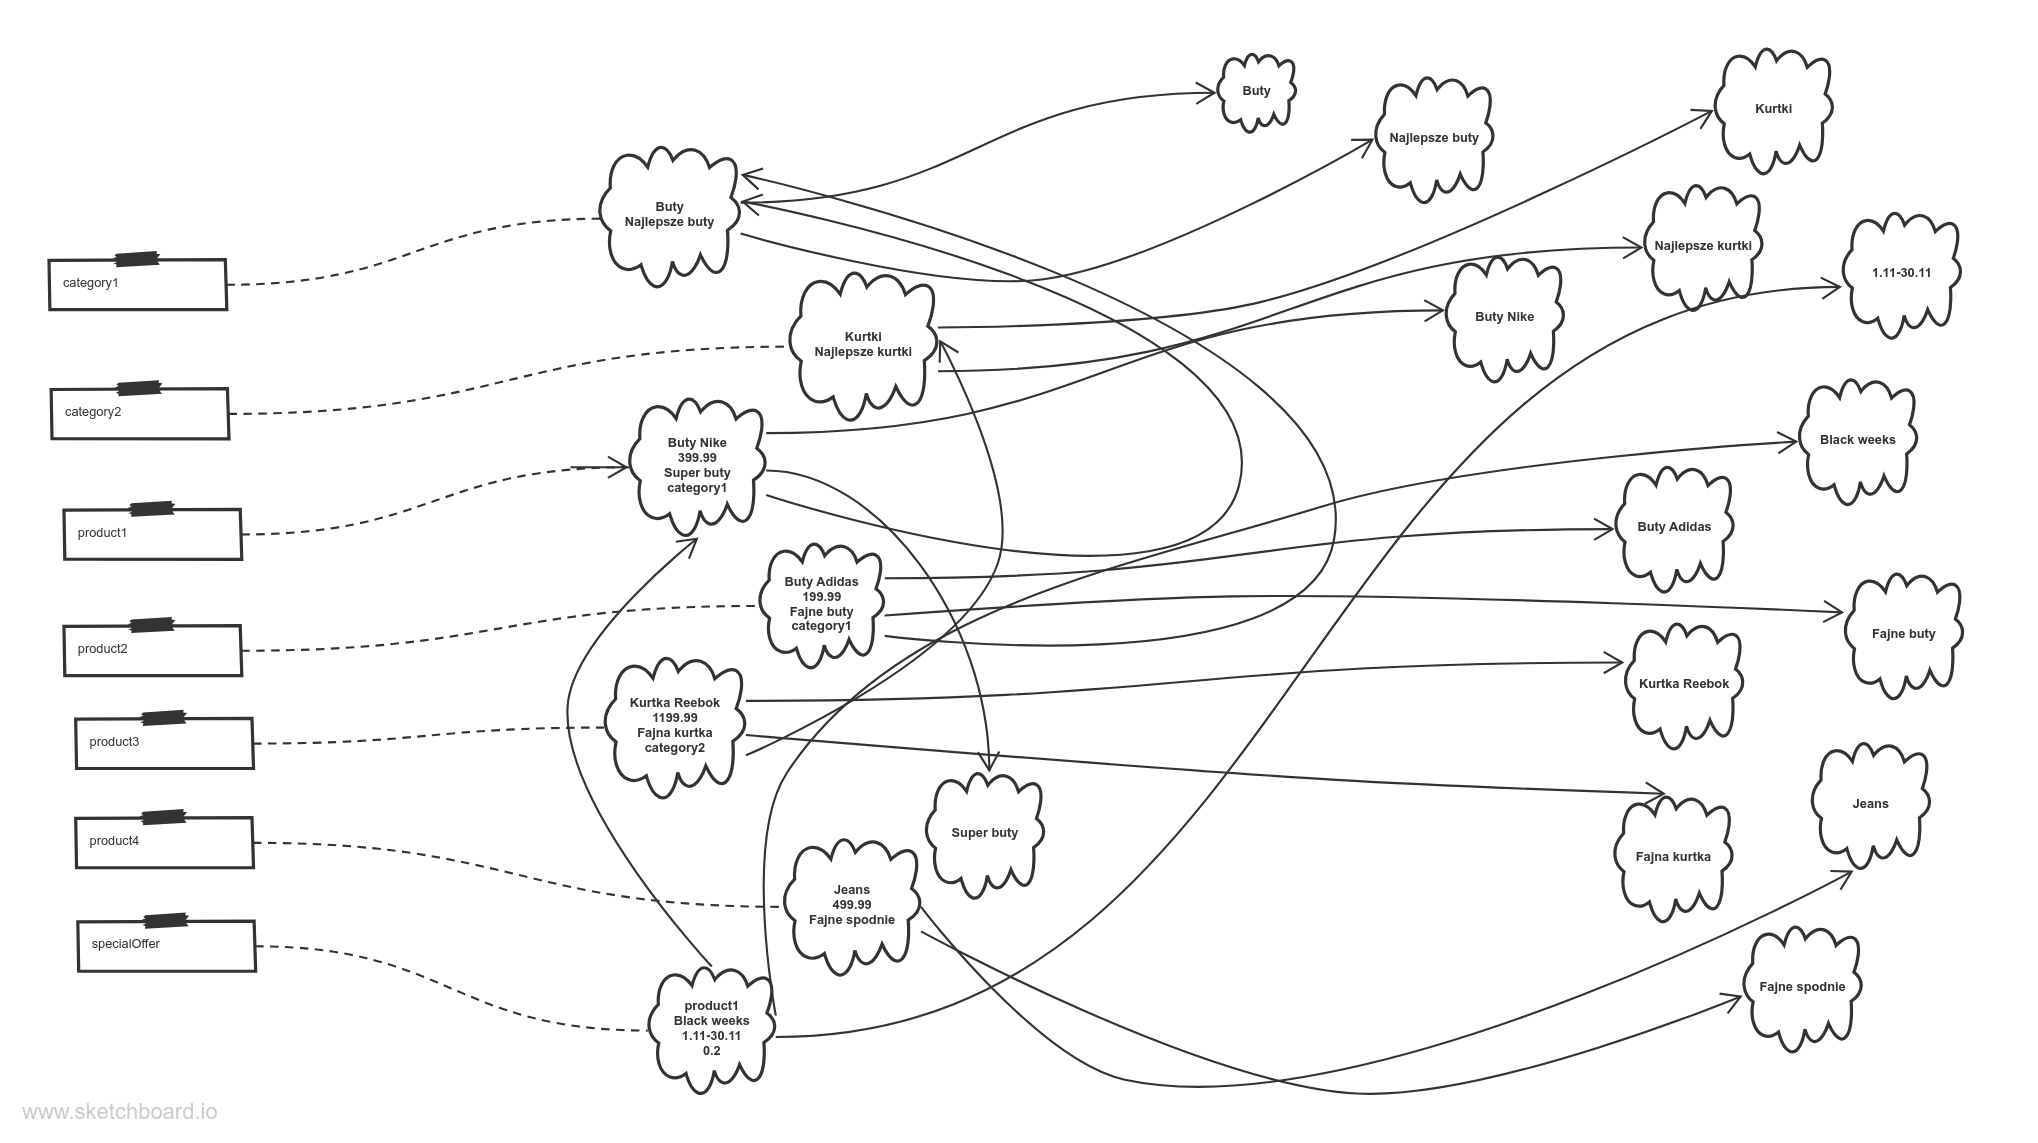 Buty
Najlepsze buty
Kurtki
Buty
Najlepsze buty
Najlepsze kurtki
1.11-30.11
category1
Buty Nike
Kurtki
Najlepsze kurtki
category2
Black weeks
Buty Nike
399.99
Super buty
category1
product1
Buty Adidas
Buty Adidas
199.99
Fajne buty
category1
Fajne buty
product2
Kurtka Reebok
Kurtka Reebok
1199.99
Fajna kurtka
category2
product3
Jeans
Super buty
product4
Fajna kurtka
Jeans
499.99
Fajne spodnie
specialOffer
Fajne spodnie
product1
Black weeks
1.11-30.11
0.2
www.sketchboard.io